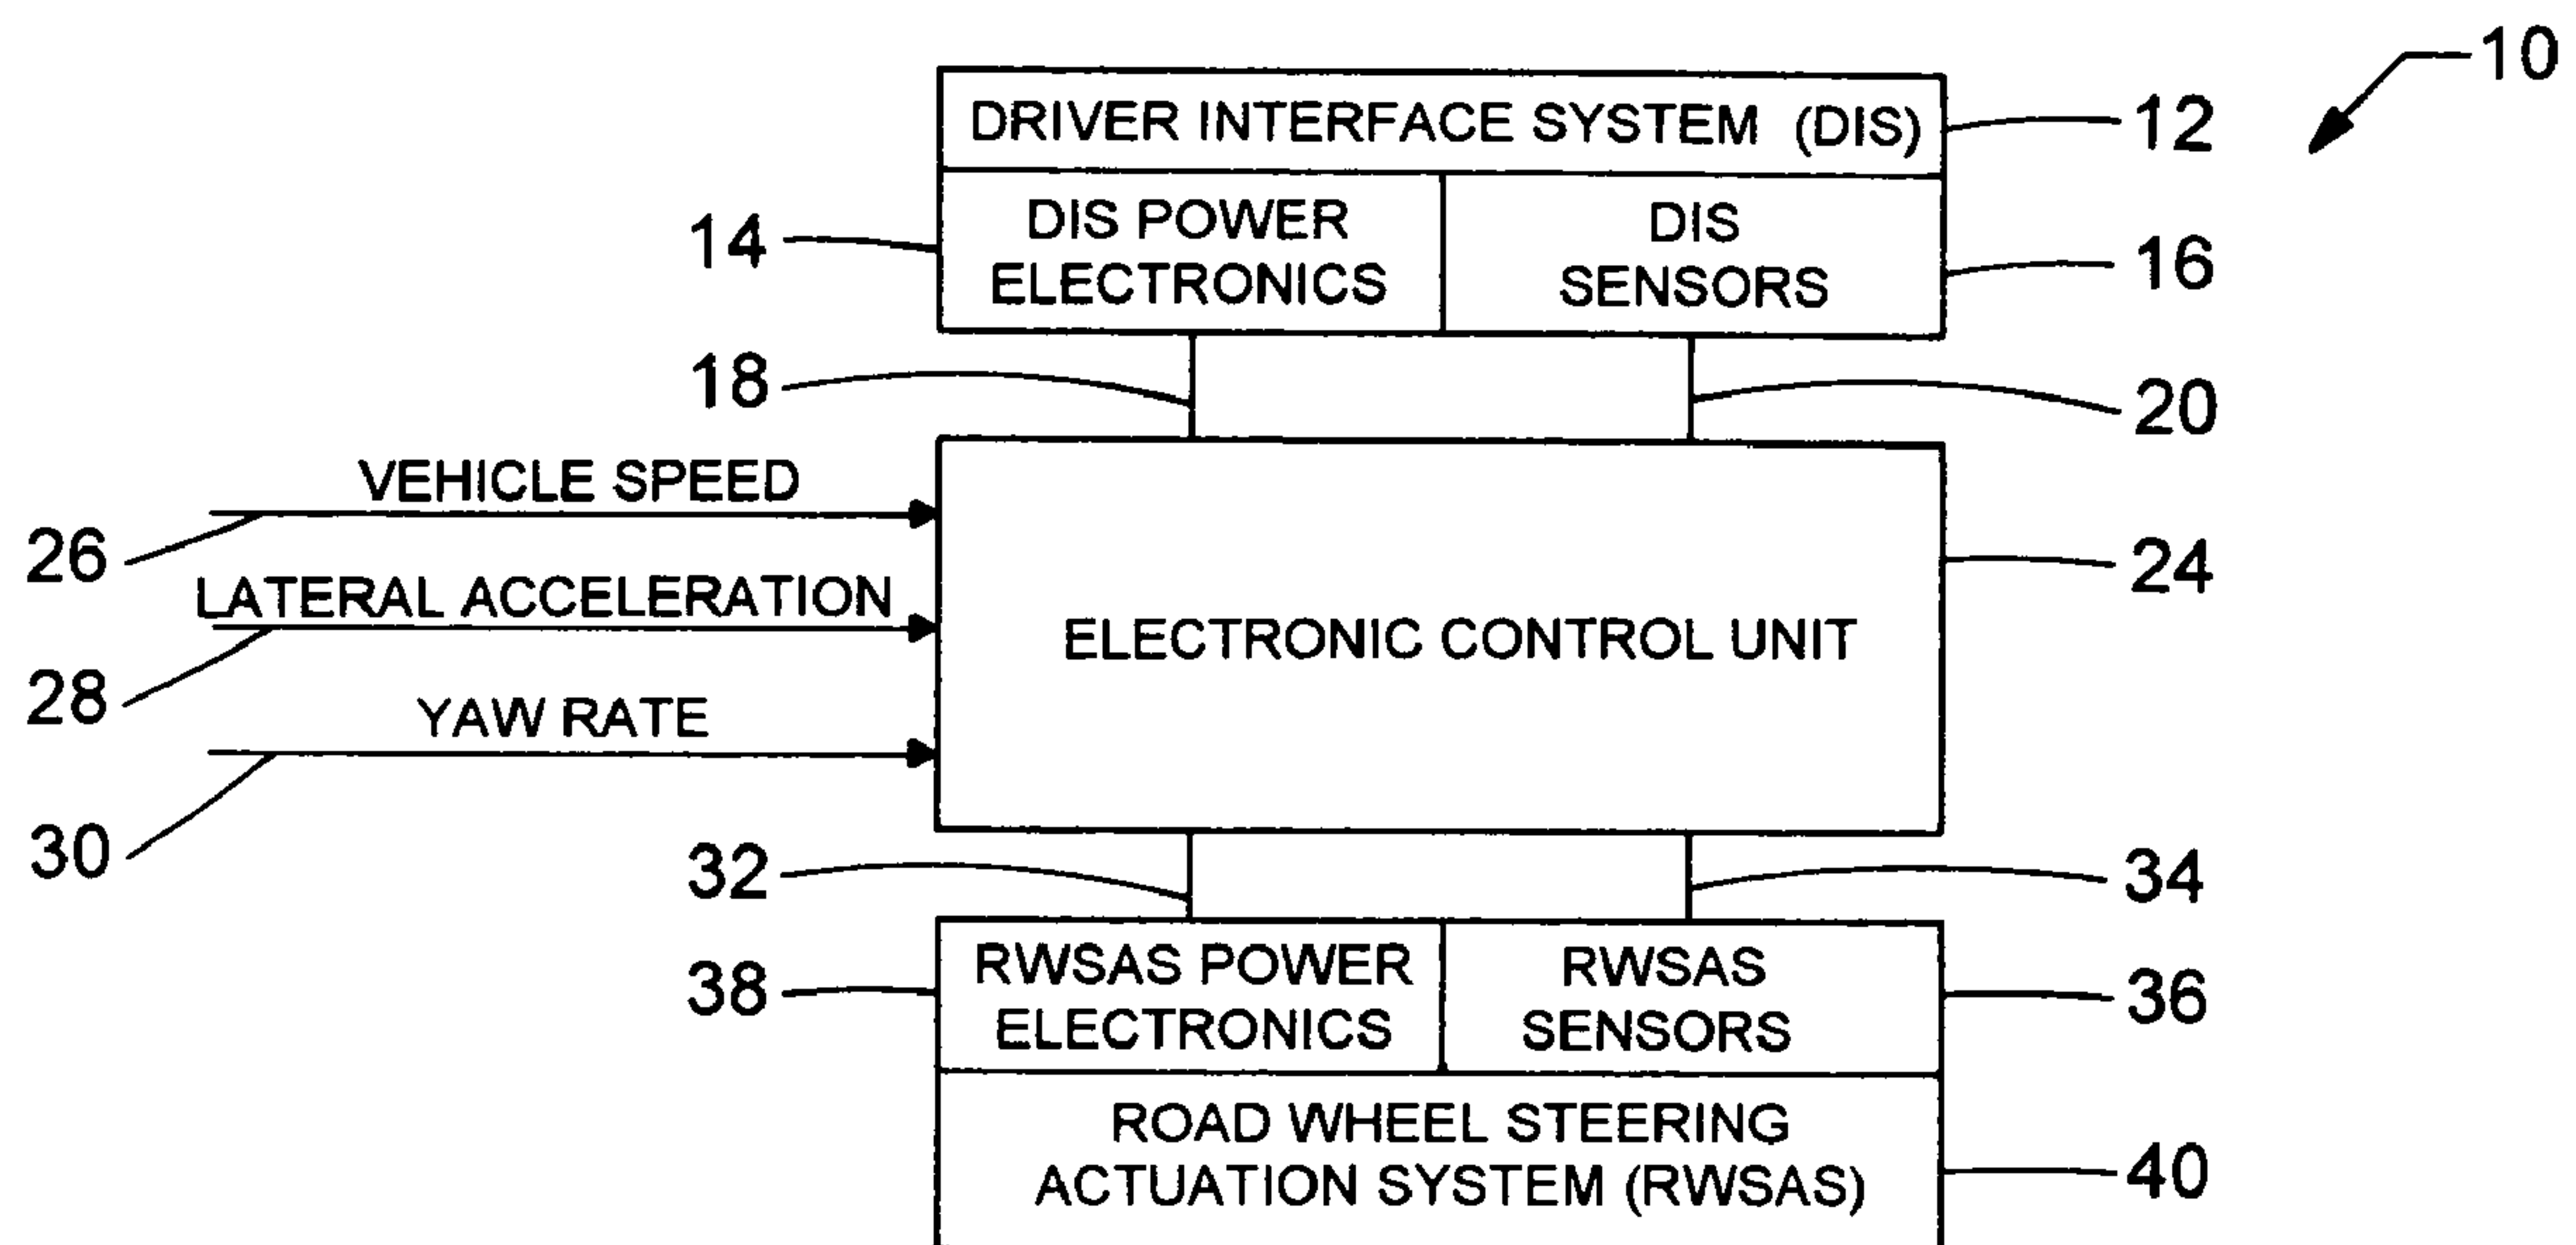 10
DRIVER INTERFACE SYSTEM (DIS)
12
14
DIS POWER
ELECTRONICS
DIS
SENSORS
16
18
20
VEHICLE SPEED
26
LATERAL ACCELERATION
28
YAW RATE
30
ELECTRONIC CONTROL UNIT
24
32
34
38
RWSAS POWER
ELECTRONICS
RWSAS
SENSORS
36
ROAD WHEEL STEERING
ACTUATION SYSTEM (RWSAS)
40